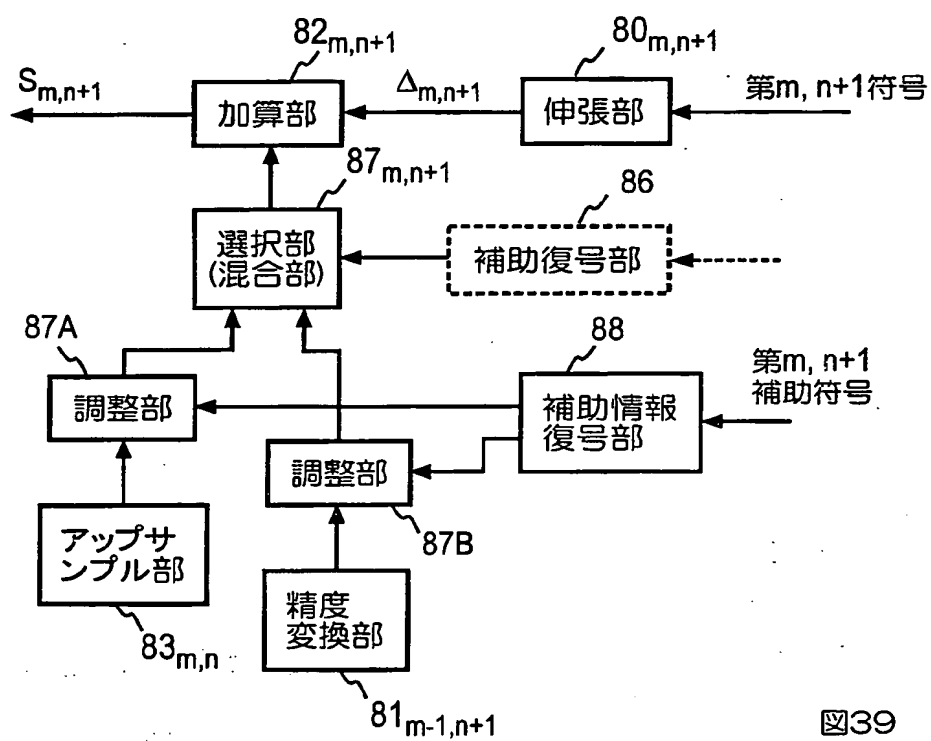 82m,n+1
80m,n+1
Sm,n+1
Δm,n+1
第m, n+1符号
加算部
伸張部
87m,n+1
86
選択部
(混合部)
補助復号部
87A
88
第m, n+1
補助符号
調整部
補助情報
復号部
調整部
87B
アップサ
ンプル部
精度
変換部
83m,n
81m-1,n+1
図39